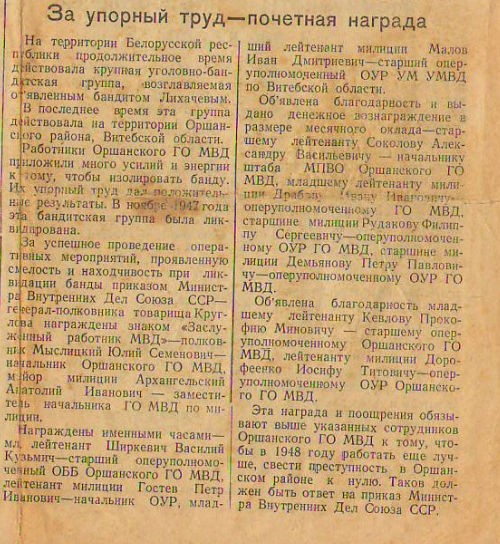 За упорный труд—почетная награда
На территории Белорусской рес-
публики продолжительное время
действовала крупная уголовно-бан-
дитская группа, возглавляемая
отъявленным бандитом Лихачевым.
В последнее время эта группа
действовала на территории Оршан-
ского района, Витебской области.
Работники Оршанского ГО МВД
приложили много усилий и энергии
к тому, чтобы изолировать банду.
Их упорный труд дал положитель-
ные результаты. В ноябре 1947 года
эта бандитская группа была лик-
видирована.
За успешное проведение опера-
тивных мероприятий, проявленную
смелость и находчивость при лик-
видации банды приказом Минист-
ра Внутренних Дел Союза ССР—
генерал-полковника товарища Круг-
лова награждены знаком «Заслу-
женный работник МВД»—полков-
ник Мыслицкий Юлий Семенович—
начальник Оршанского ГО МВД,
майор милиции Архангельский
Анатолий Иванович — замести-
тель начальника ГО МВД по ми-
лиции.
Награждены именными часами—
мл. лейтенант Ширкевич Василий
Кузьмич—старший оперуполномо-
ченный ОББ Оршанского ГО МВД,
лейтенант милиции Гостев Петр
Иванович—начальник ОУР, млад-
ший лейтенант милиции Малов
Иван Дмитриевич—старший опер-
уполномоченный ОУР УМ УМВД
по Витебской области.
Об'явлена благодарность и вы-
дано денежное вознаграждение в
размере месячного оклада—стар-
шему лейтенанту Соколову Алек-
сандру Васильевичу — начальнику
штаба МПВО Оршанского ГО
МВД, младшему лейтенанту мили-
ции Ивану Ивановичу—
оперуполномоченному ГО МВД,
старшине милиции Рудакову Филип-
пу Сергеевичу—оперуполномочен-
ному ОУР ГО МВД, старшине ми-
лиции Демьянову Петру Павлови-
чу—оперуполномоченному ОУР ГО
МВД.
Об'явлена благодарность млад-
шему лейтенанту Кевлову Проко-
фию Миновичу — старшему опер-
уполномоченному Оршанского ГО
МВД, лейтенанту милиции Доро-
феенко Иосифу Титовичу—опер-
уполномоченному ОУР Оршанско-
го ГО МВД.
Эта награда и поощрения обязы-
вают выше указанных сотрудников
Оршанского ГО МВД к тому, что-
бы в 1948 году работать еще луч-
ше, свести преступность в Оршан-
ском районе к нулю. Таков дол-
жен быть ответ на приказ Минист-
ра Внутренних Дел Союза ССР.